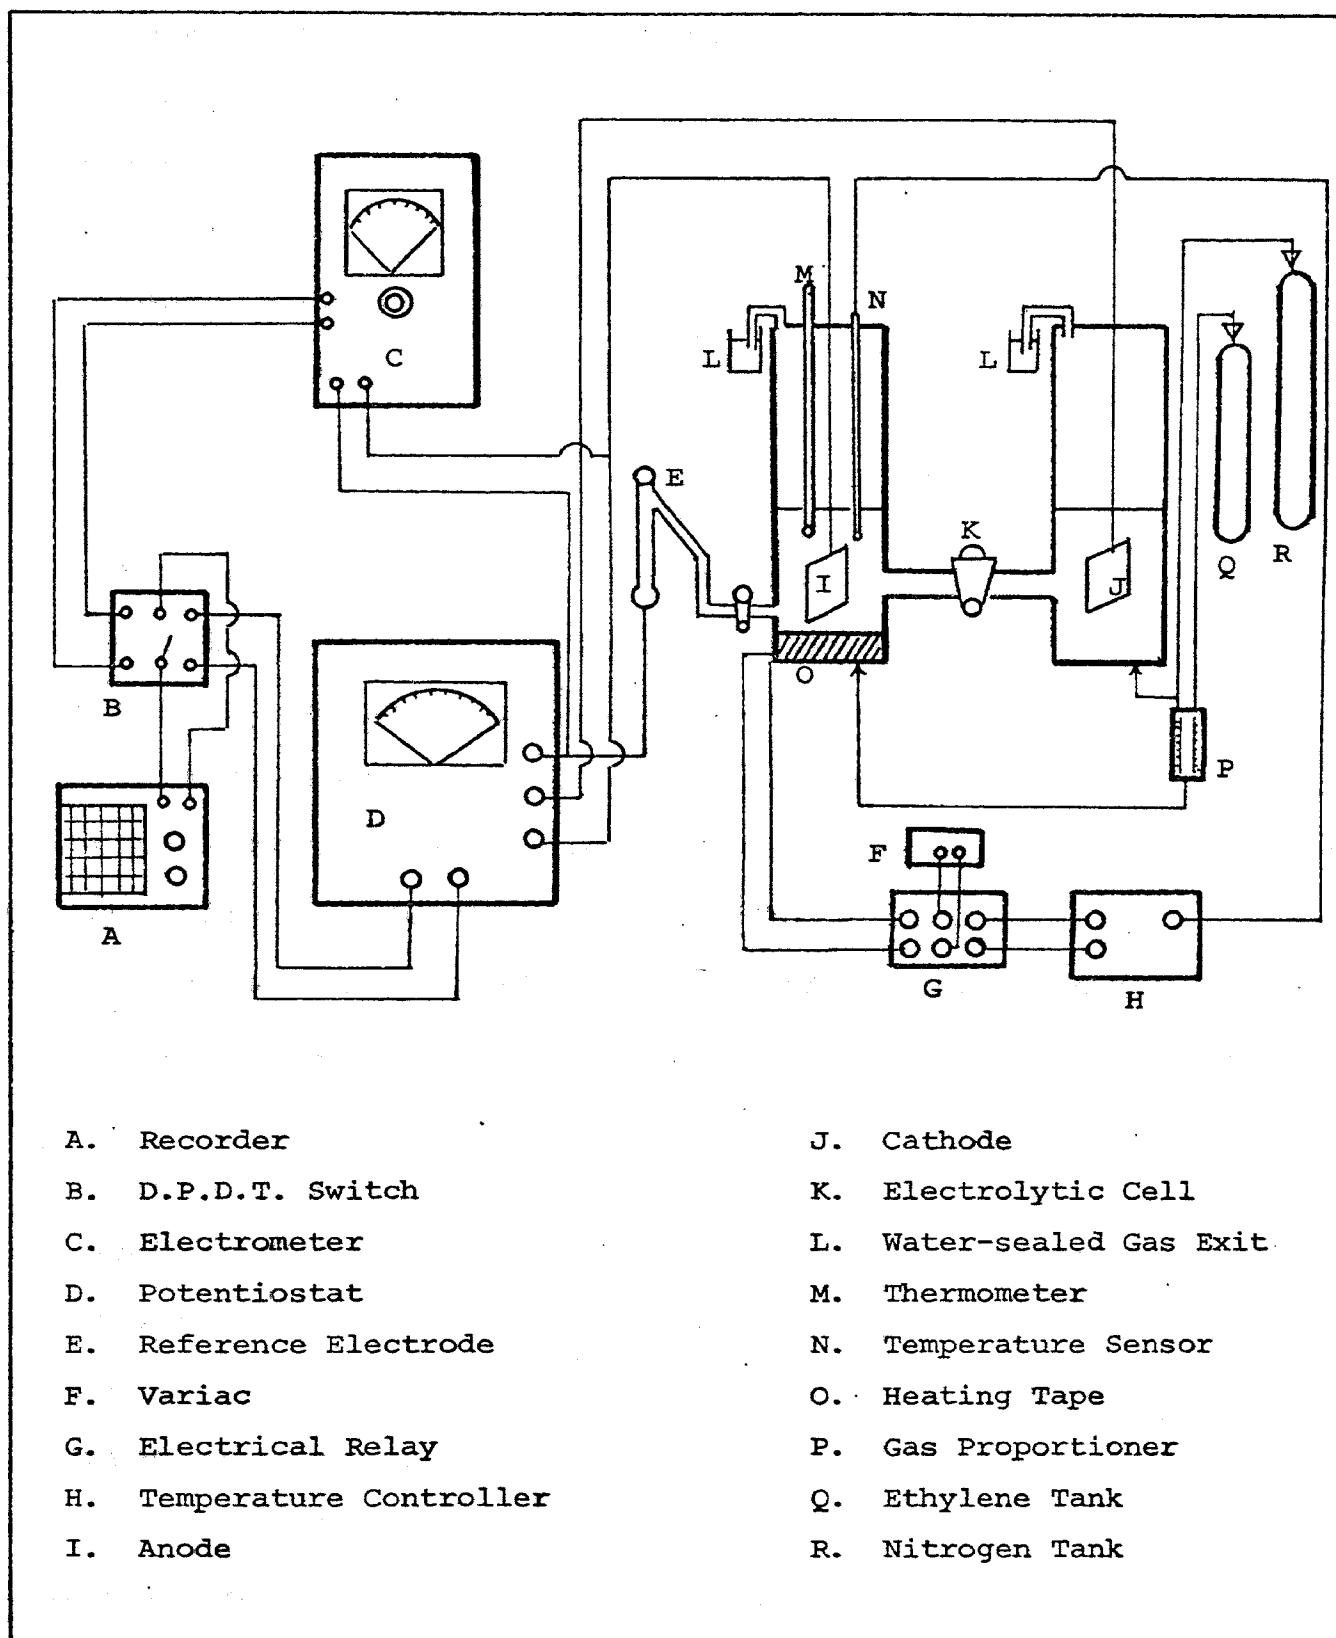 M
N
C
L
L
E
K
Q
R
I
J
B
O
P
D
F
A
G
H
A. Recorder
B. D.P.D.T. Switch
C. Electrometer
D. Potentiostat
E. Reference Electrode
F. Variac
G. Electrical Relay
H. Temperature Controller
I. Anode
J. Cathode
K. Electrolytic Cell
L. Water-sealed Gas Exit
M. Thermometer
N. Temperature Sensor
O. Heating Tape
P. Gas Proportioner
Q. Ethylene Tank
R. Nitrogen Tank